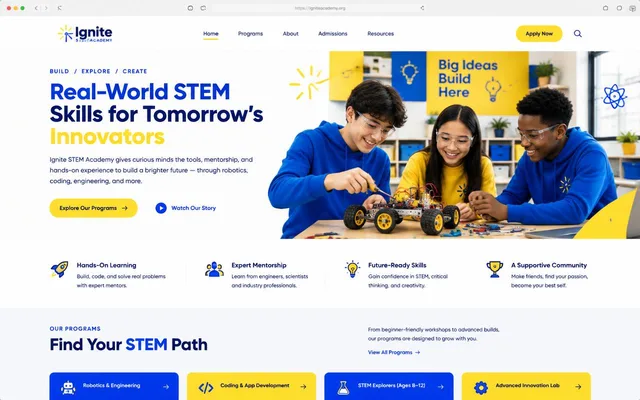 https://igniteacademy.org
Ignite
STEM ACADEMY
Home
Programs
About
Admissions
Resources
Apply Now
BUILD / EXPLORE / CREATE
Real-World STEM
Skills for Tomorrow's
Innovators
Ignite STEM Academy gives curious minds the tools, mentorship, and
hands-on experience to build a brighter future — through robotics,
coding, engineering, and more.
Explore Our Programs →
Watch Our Story
Big Ideas
Build
Here
Hands-On Learning
Build, code, and solve real problems
with expert mentors.
Expert Mentorship
Learn from engineers, scientists
and industry professionals.
Future-Ready Skills
Gain confidence in STEM, critical
thinking, and creativity.
A Supportive Community
Make friends, find your passion,
become your best self.
OUR PROGRAMS
Find Your STEM Path
From beginner-friendly workshops to advanced builds,
our programs are designed to grow with you.
View All Programs →
Robotics & Engineering →
Coding & App Development →
STEM Explorers (Ages 8–12) →
Advanced Innovation Lab →